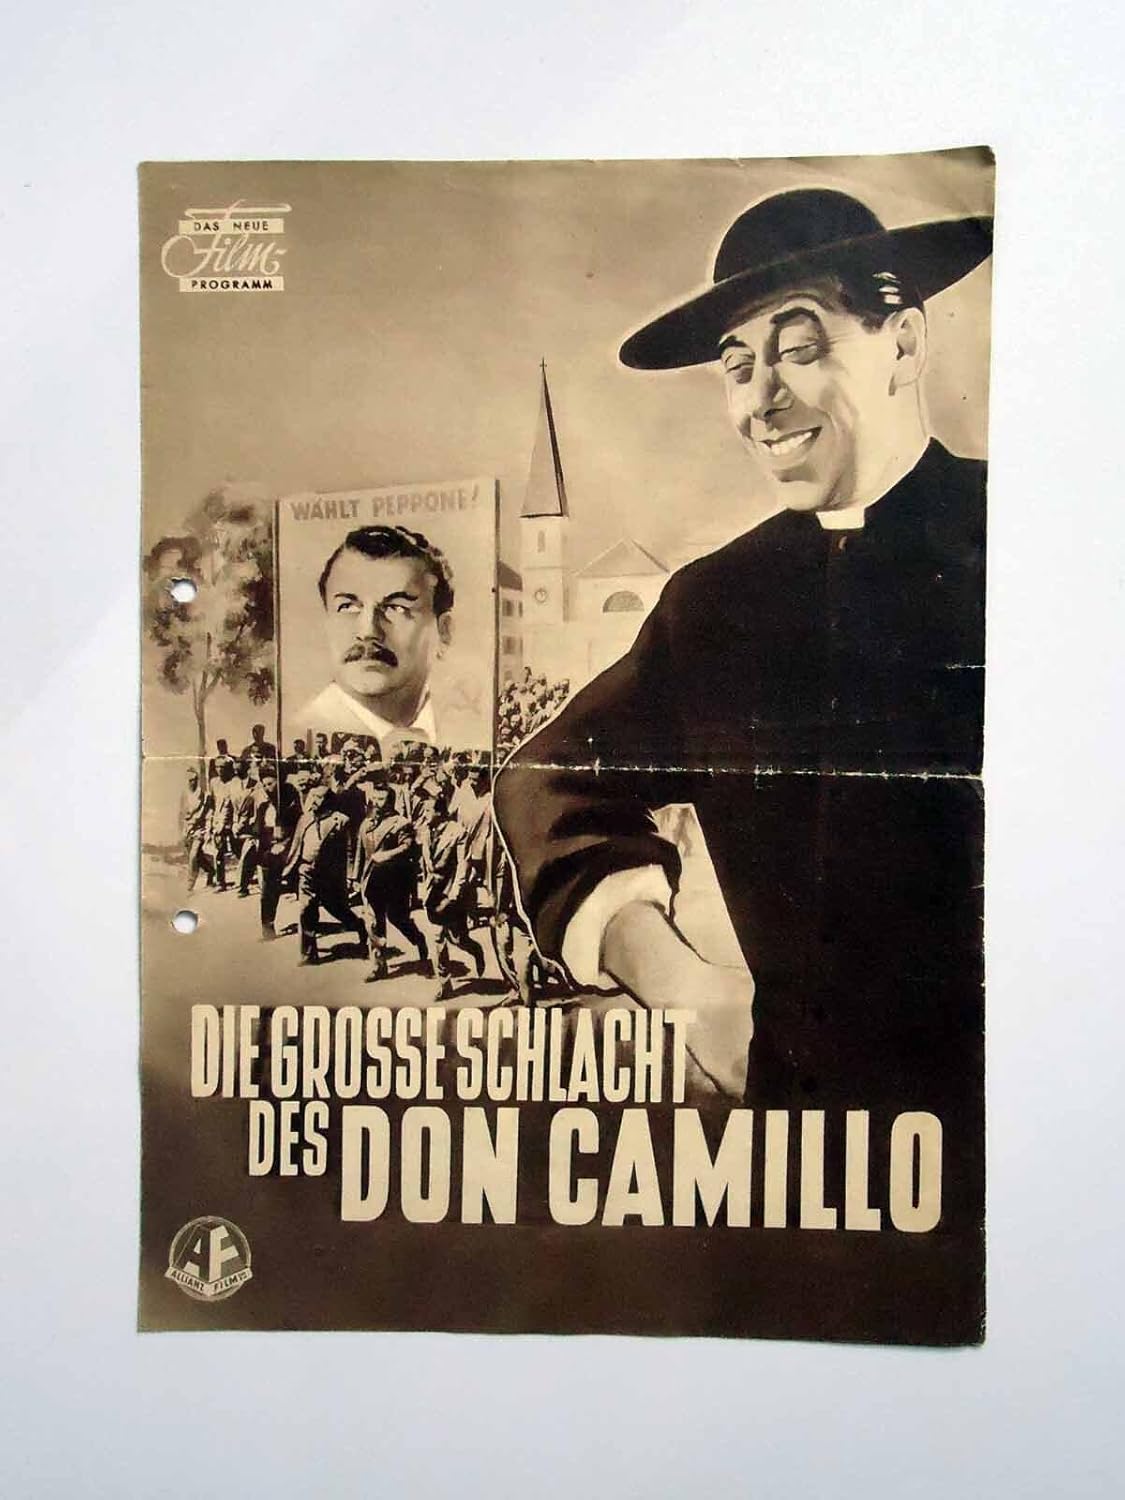 DAS NEUE
Film-
PROGRAMM
WÄHLT PEPPONE!
DIE GROSSE SCHLACHT
DES DON CAMILLO
AF
ALLIANZ FILM